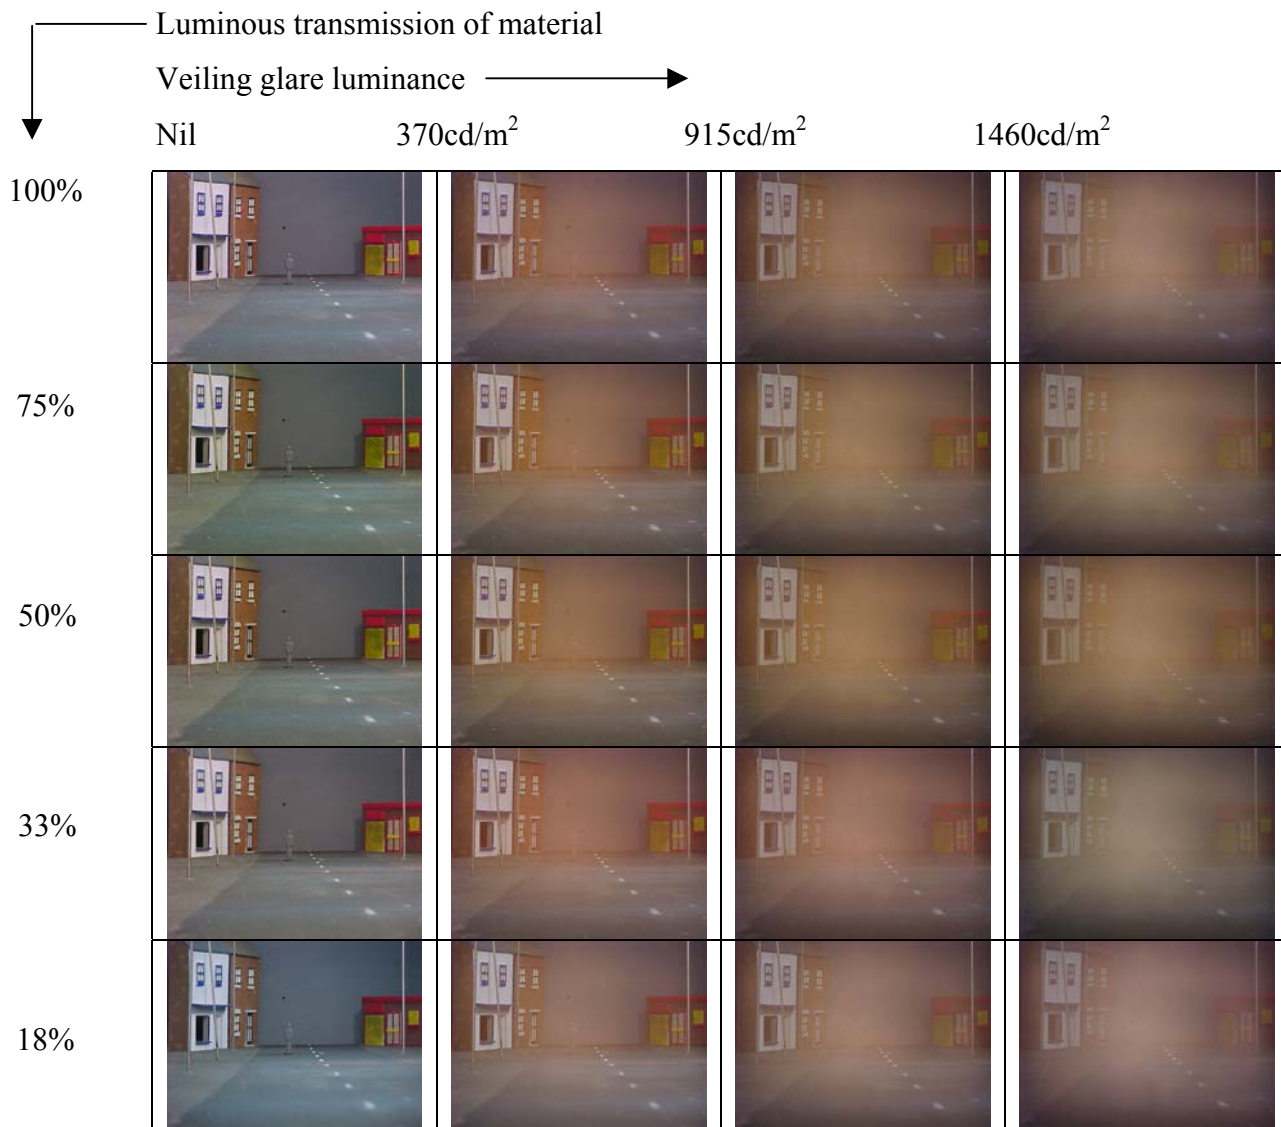 Luminous transmission of material
Veiling glare luminance
Nil 370cd/m² 915cd/m² 1460cd/m²
100%
75%
50%
33%
18%